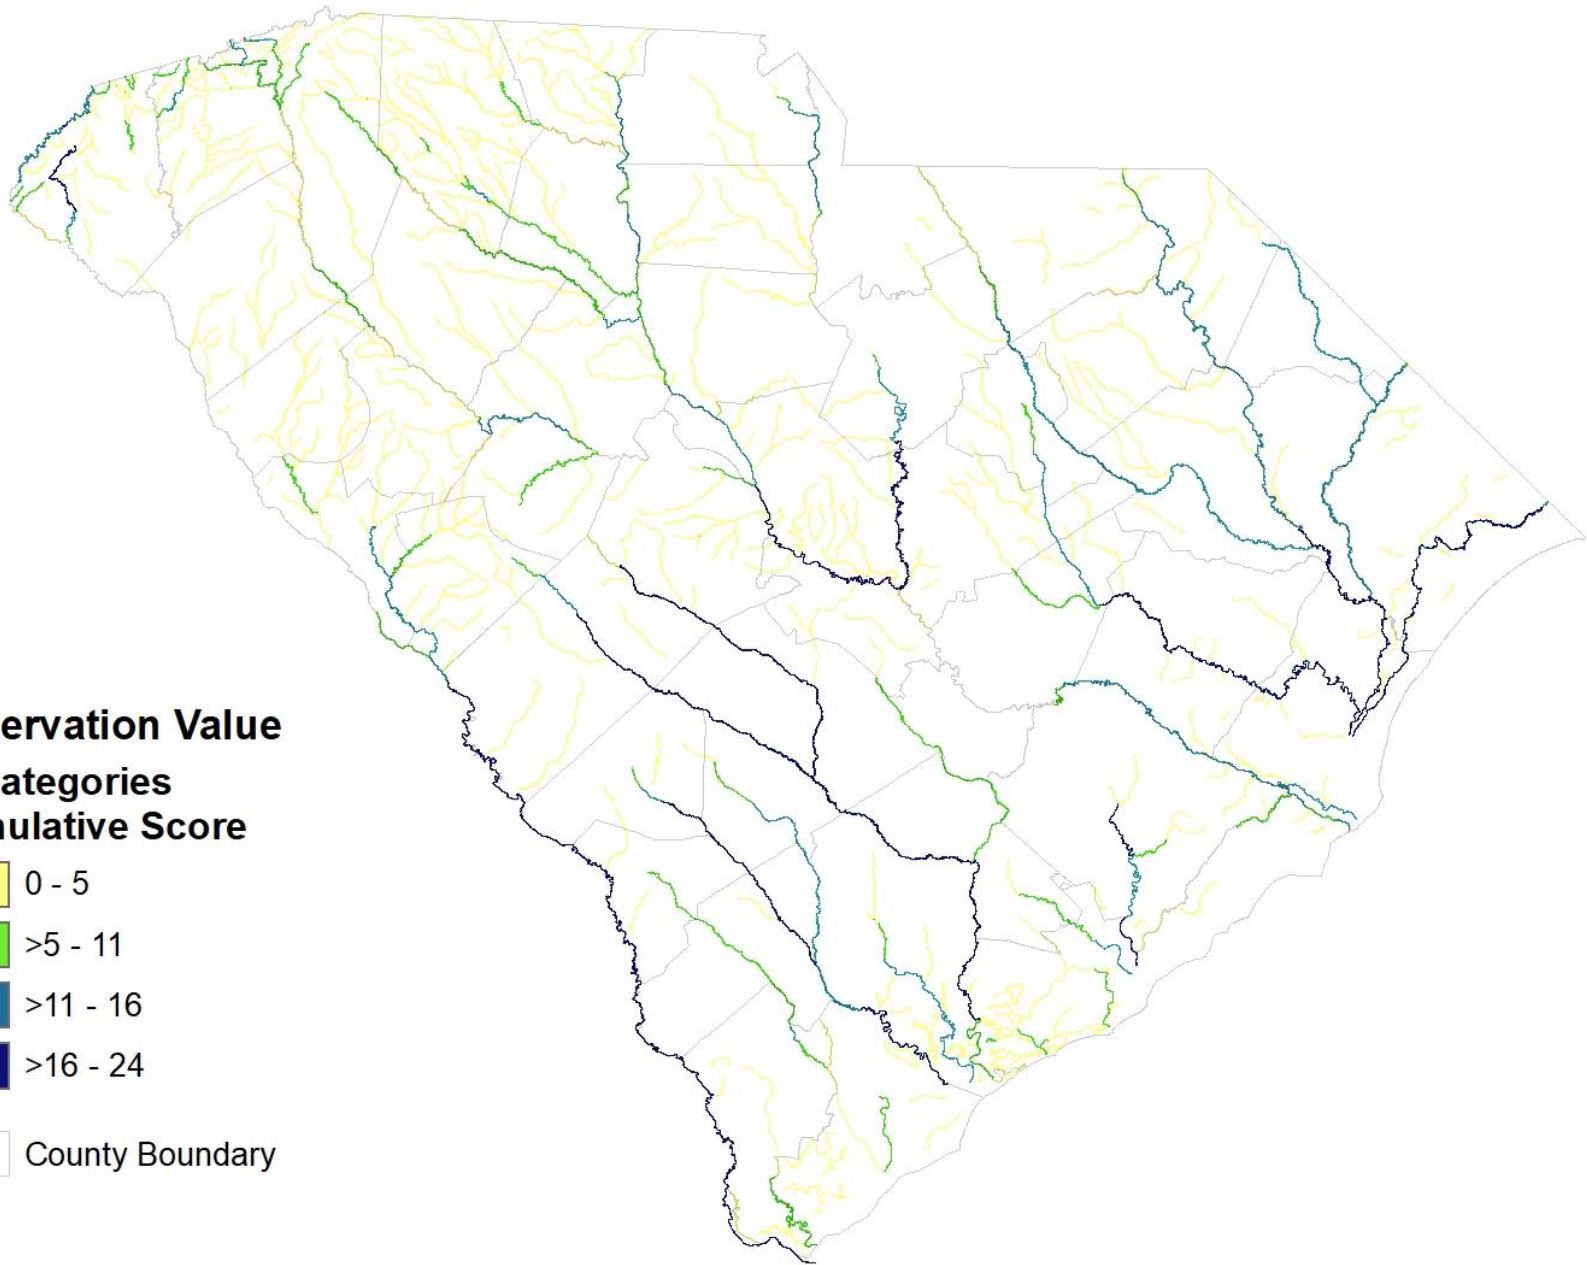 ervation Value
ategories
ulative Score
0 - 5
>5 - 11
>11 - 16
>16 - 24
County Boundary